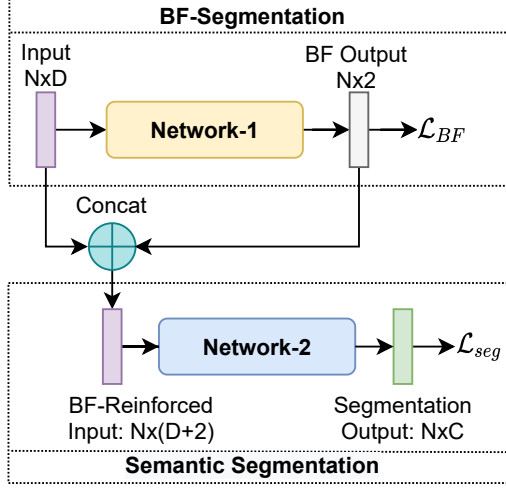 BF-Segmentation
Input
NxD
BF Output
Nx2
Network-1
ℒ_BF
Concat
Network-2
ℒ_seg
BF-Reinforced
Input: Nx(D+2)
Segmentation
Output: NxC
Semantic Segmentation